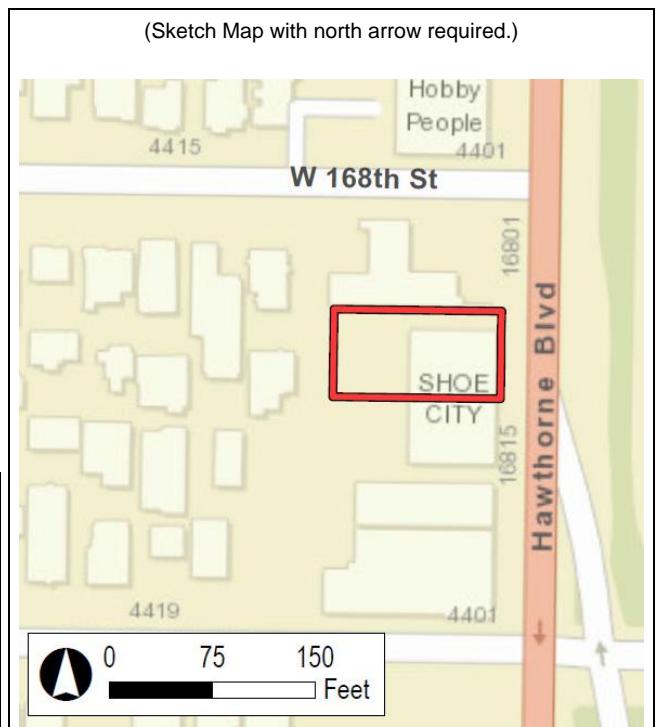 (Sketch Map with north arrow required.)
Hobby
People
4415
4401
W 168th St
16801
Hawthorne Blvd
SHOE
CITY
16815
4419
4401
0 75 150
Feet